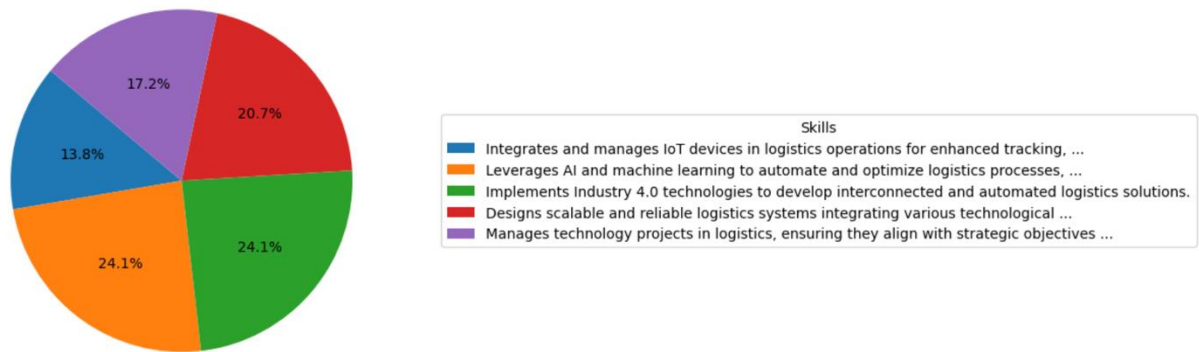 17.2%
20.7%
13.8%
24.1%
24.1%
Skills
Integrates and manages IoT devices in logistics operations for enhanced tracking, ...
Leverages AI and machine learning to automate and optimize logistics processes, ...
Implements Industry 4.0 technologies to develop interconnected and automated logistics solutions.
Designs scalable and reliable logistics systems integrating various technological ...
Manages technology projects in logistics, ensuring they align with strategic objectives ...